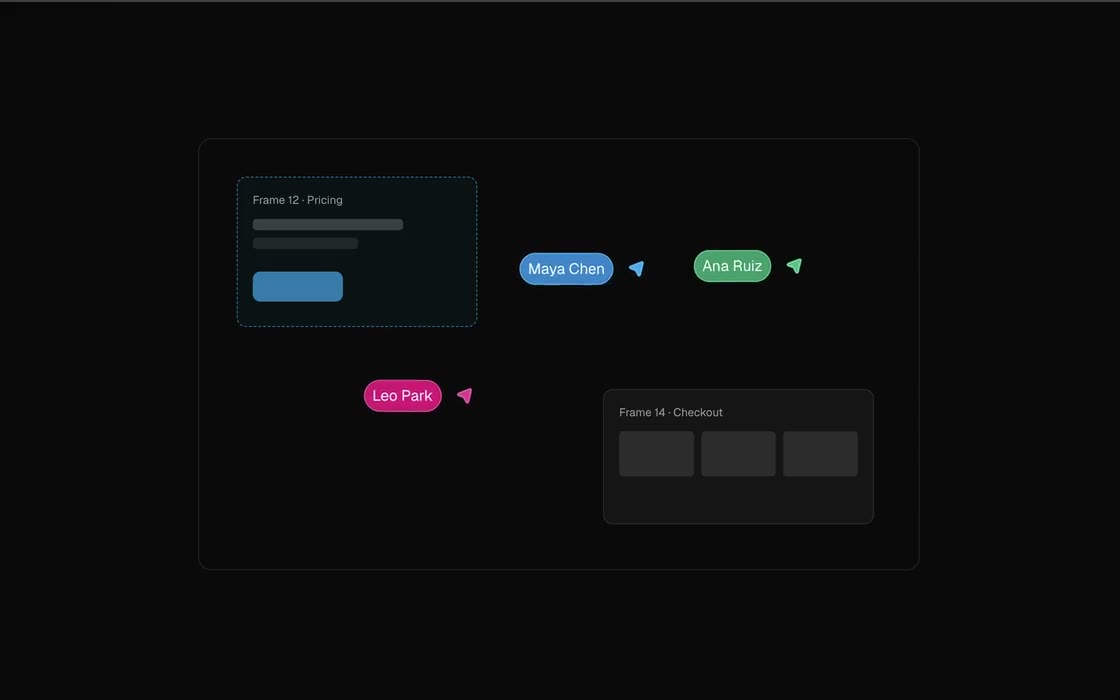 Frame 12 · Pricing
Maya Chen
Ana Ruiz
Leo Park
Frame 14 · Checkout